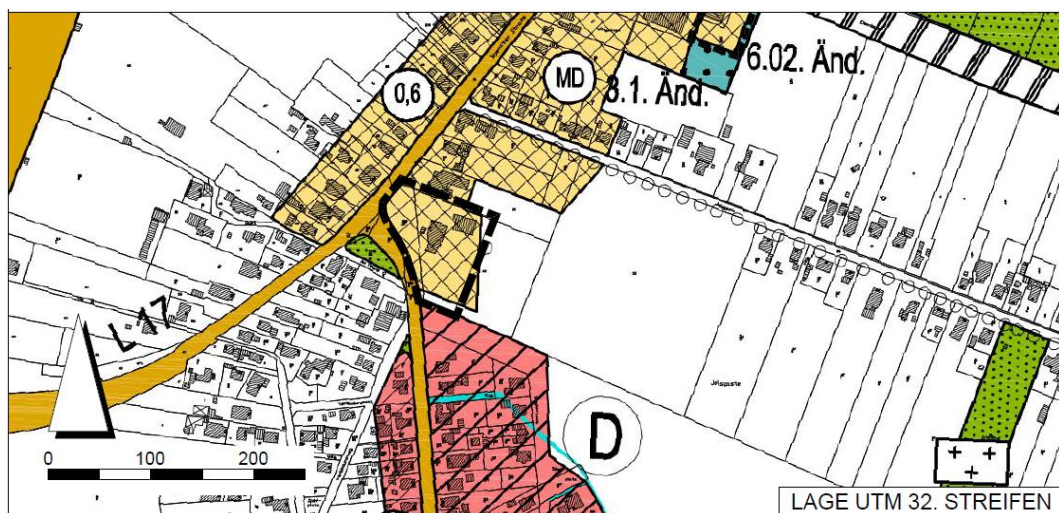 6.02. Änd.
0,6
MD
3.1. Änd.
L 17
D
0 100 200
LAGE UTM 32. STREIFEN